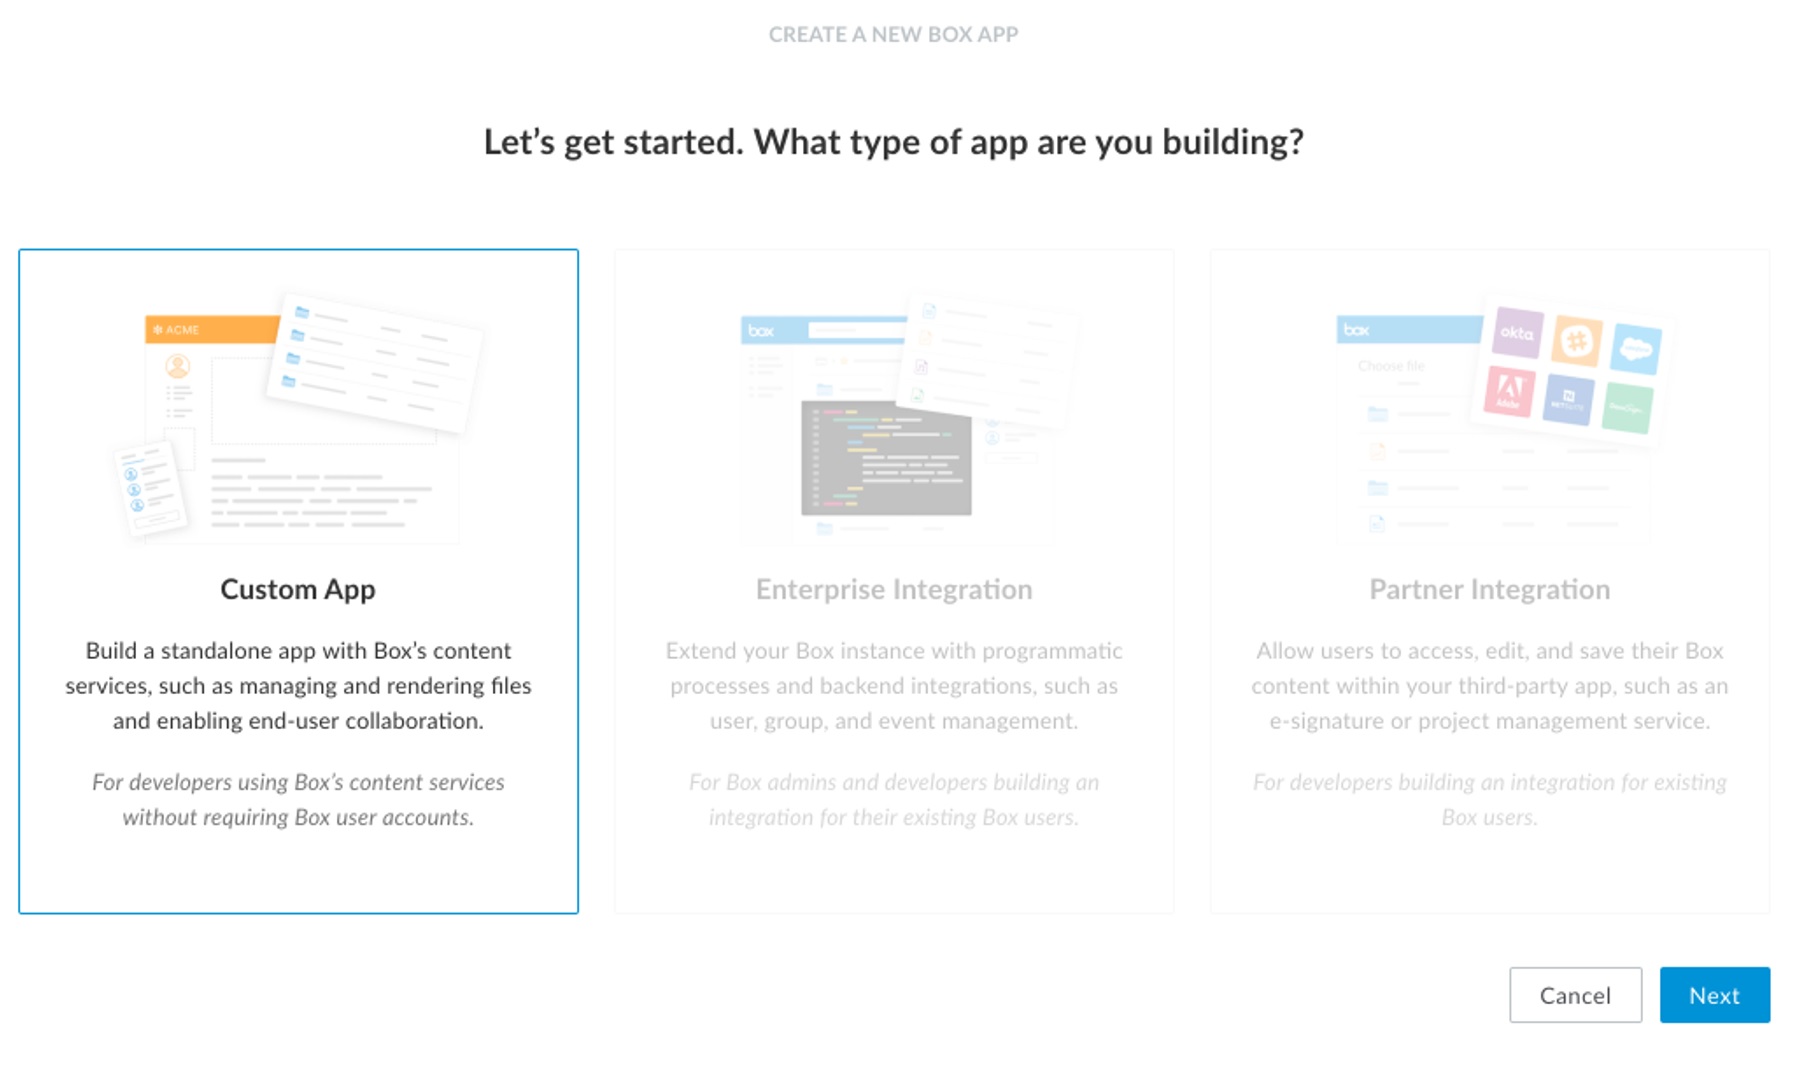 CREATE A NEW BOX APP
Let’s get started. What type of app are you building?
✻ ACME
Custom App
Build a standalone app with Box’s content
services, such as managing and rendering files
and enabling end-user collaboration.
For developers using Box’s content services
without requiring Box user accounts.
box
Enterprise Integration
Extend your Box instance with programmatic
processes and backend integrations, such as
user, group, and event management.
For Box admins and developers building an
integration for their existing Box users.
box
Choose file
okta
Adobe
NETSUITE
DocuSign
Partner Integration
Allow users to access, edit, and save their Box
content within your third-party app, such as an
e-signature or project management service.
For developers building an integration for existing
Box users.
Cancel
Next